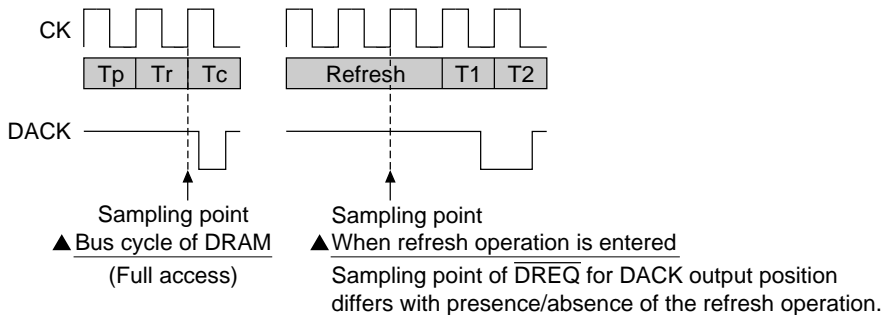 CK
Tp Tr Tc Refresh T1 T2
DACK
Sampling point Sampling point
▲Bus cycle of DRAM ▲When refresh operation is entered
(Full access) Sampling point of DREQ for DACK output position
differs with presence/absence of the refresh operation.